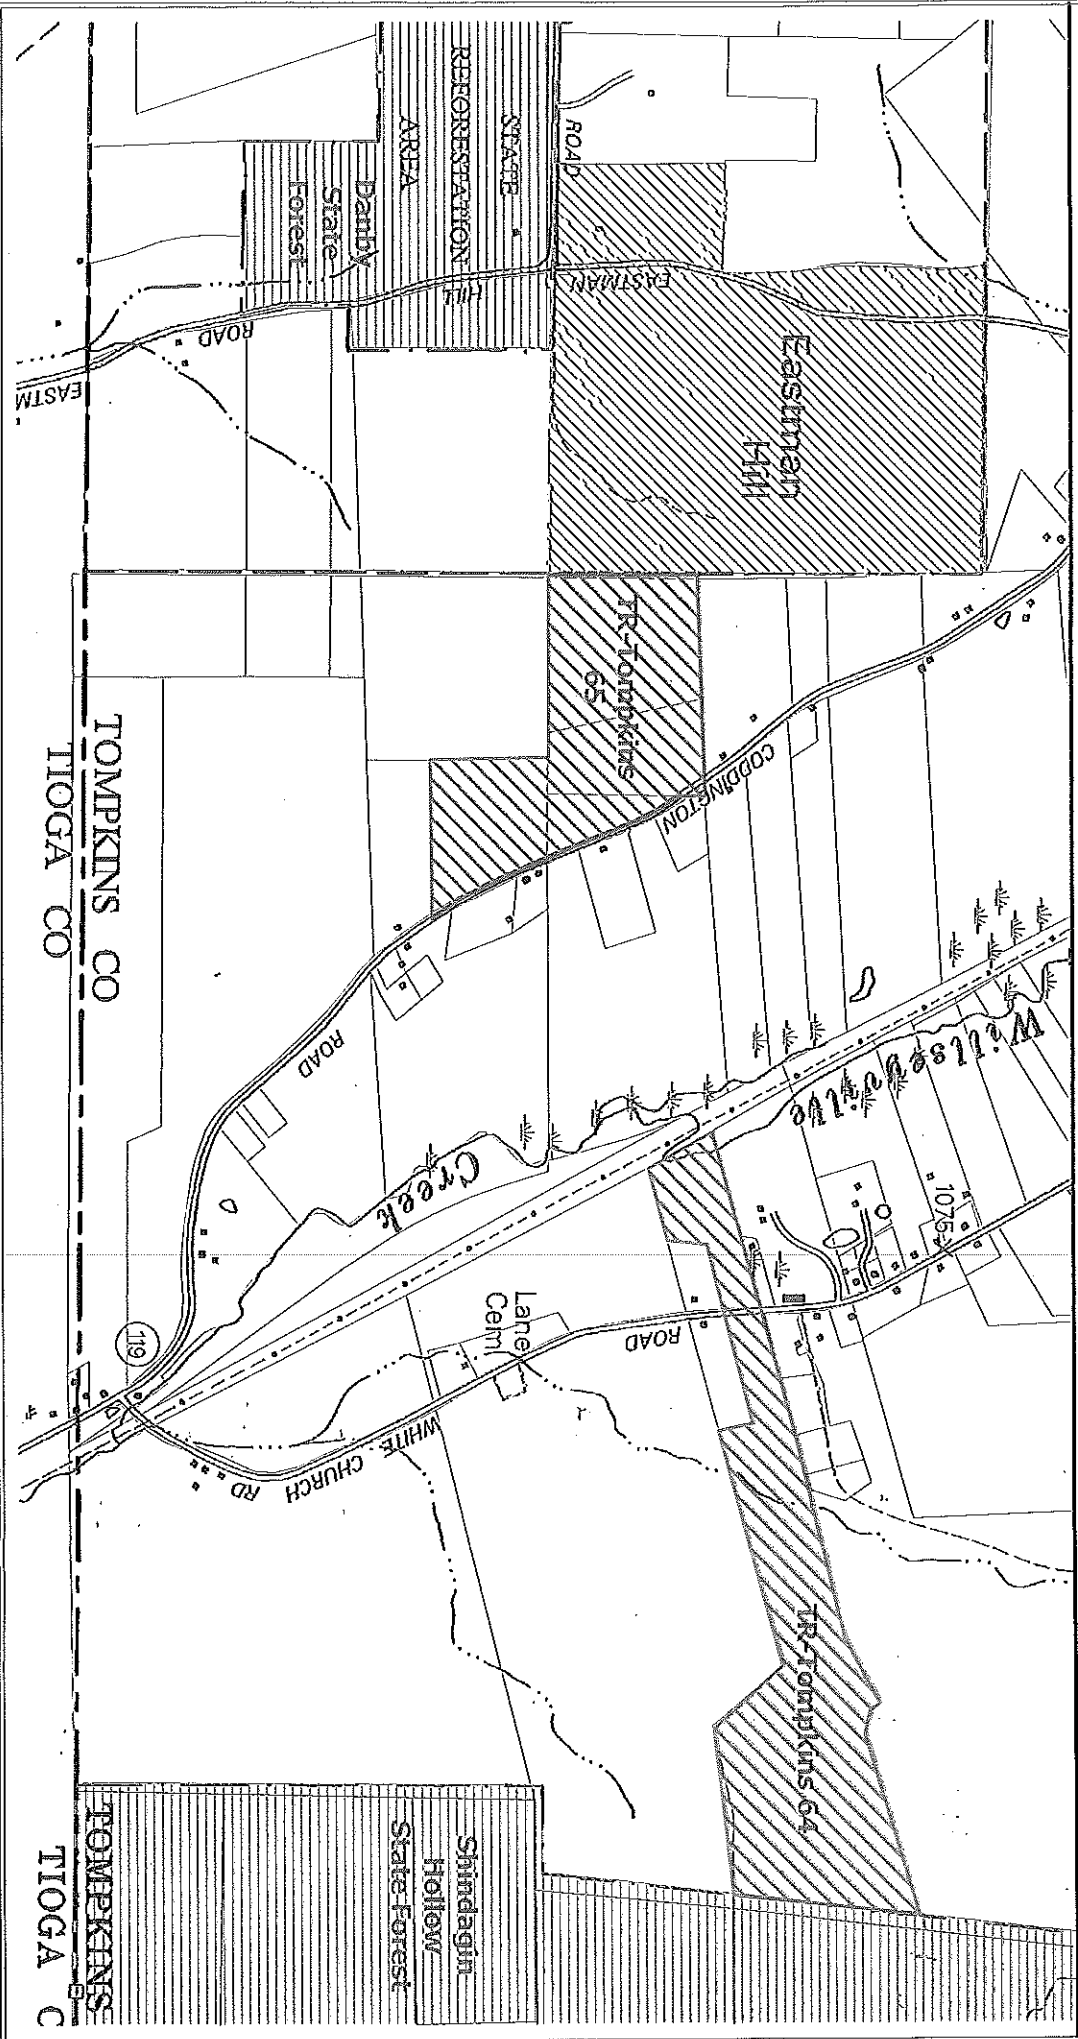 STATE
REFORESTATION
AREA
Danby
State
Forest
ROAD
EASTMAN
HILL
ROAD
EASTM
Eastman
Hill
TR-Tompkins
65
CODDINGTON
ROAD
TOMPKINS CO
TIOGA CO
Willseyville
Creek
1075
Lane
Cem
ROAD
WHITE
CHURCH
RD
119
TR-Tompkins 64
Shindagin
Hollow
State Forest
TOMPKINS
TIOGA C